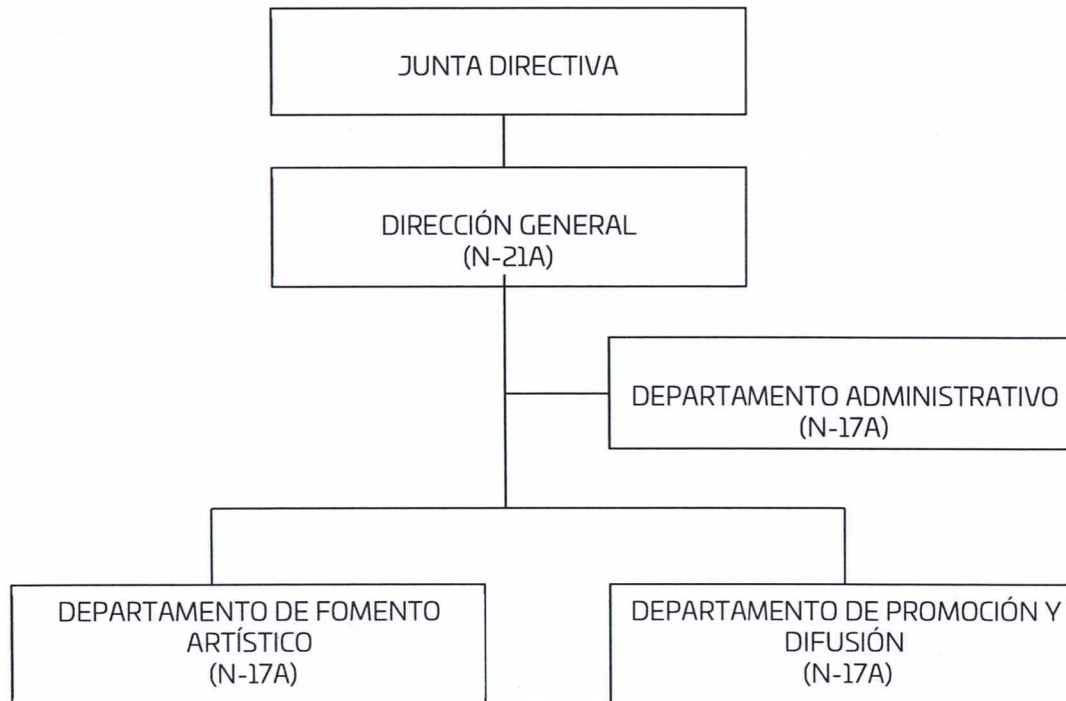 JUNTA DIRECTIVA
DIRECCIÓN GENERAL
(N-21A)
DEPARTAMENTO ADMINISTRATIVO
(N-17A)
DEPARTAMENTO DE FOMENTO
ARTÍSTICO
(N-17A)
DEPARTAMENTO DE PROMOCIÓN Y
DIFUSIÓN
(N-17A)